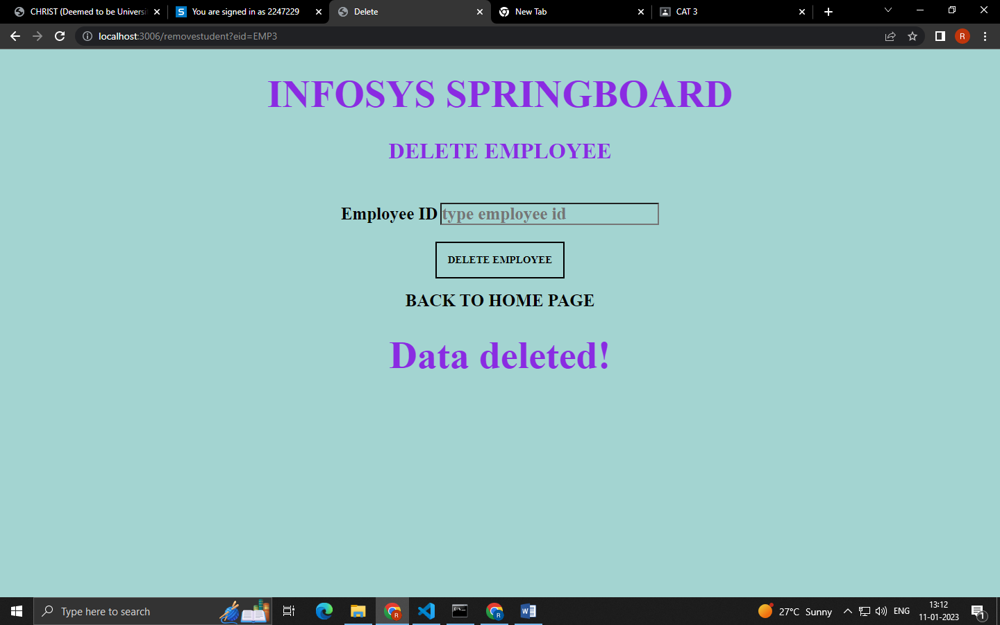 CHRIST (Deemed to be Universi
You are signed in as 2247229
Delete
New Tab
CAT 3
localhost:3006/removestudent?eid=EMP3
R
INFOSYS SPRINGBOARD
DELETE EMPLOYEE
Employee ID type employee id
DELETE EMPLOYEE
BACK TO HOME PAGE
Data deleted!
Type here to search
27°C Sunny
ENG
13:12
11-01-2023
1